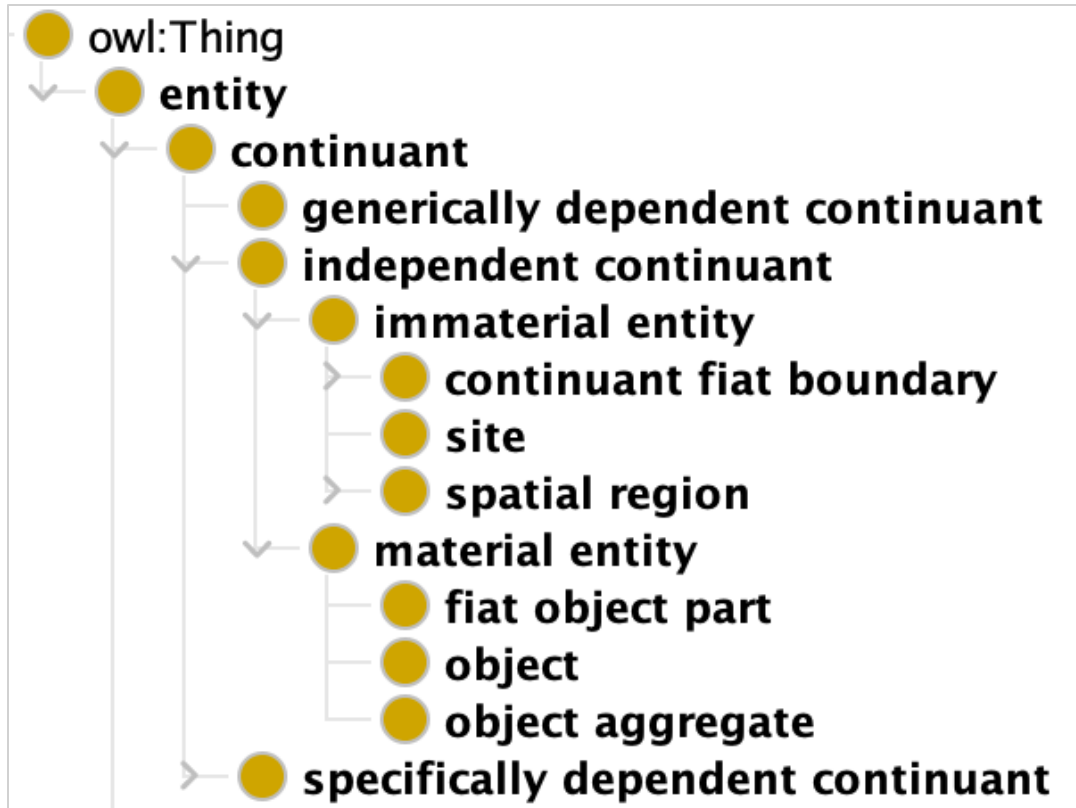 owl:Thing
entity
continuant
generically dependent continuant
independent continuant
immaterial entity
continuant fiat boundary
site
spatial region
material entity
fiat object part
object
object aggregate
specifically dependent continuant